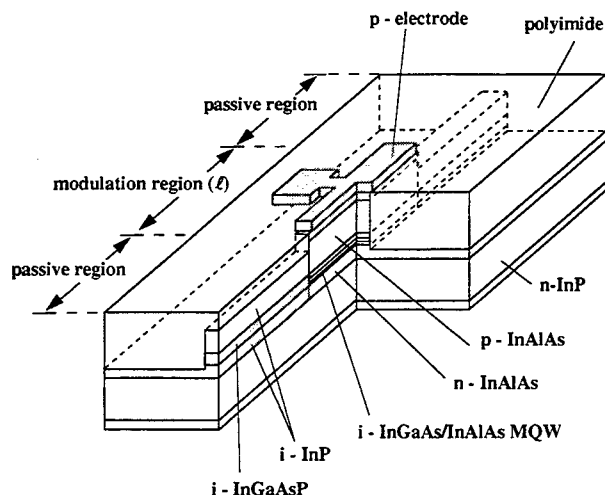 p - electrode
polyimide
passive region
modulation region (ℓ)
passive region
n-InP
p - InAlAs
n - InAlAs
i - InGaAs/InAlAs MQW
i - InP
i - InGaAsP